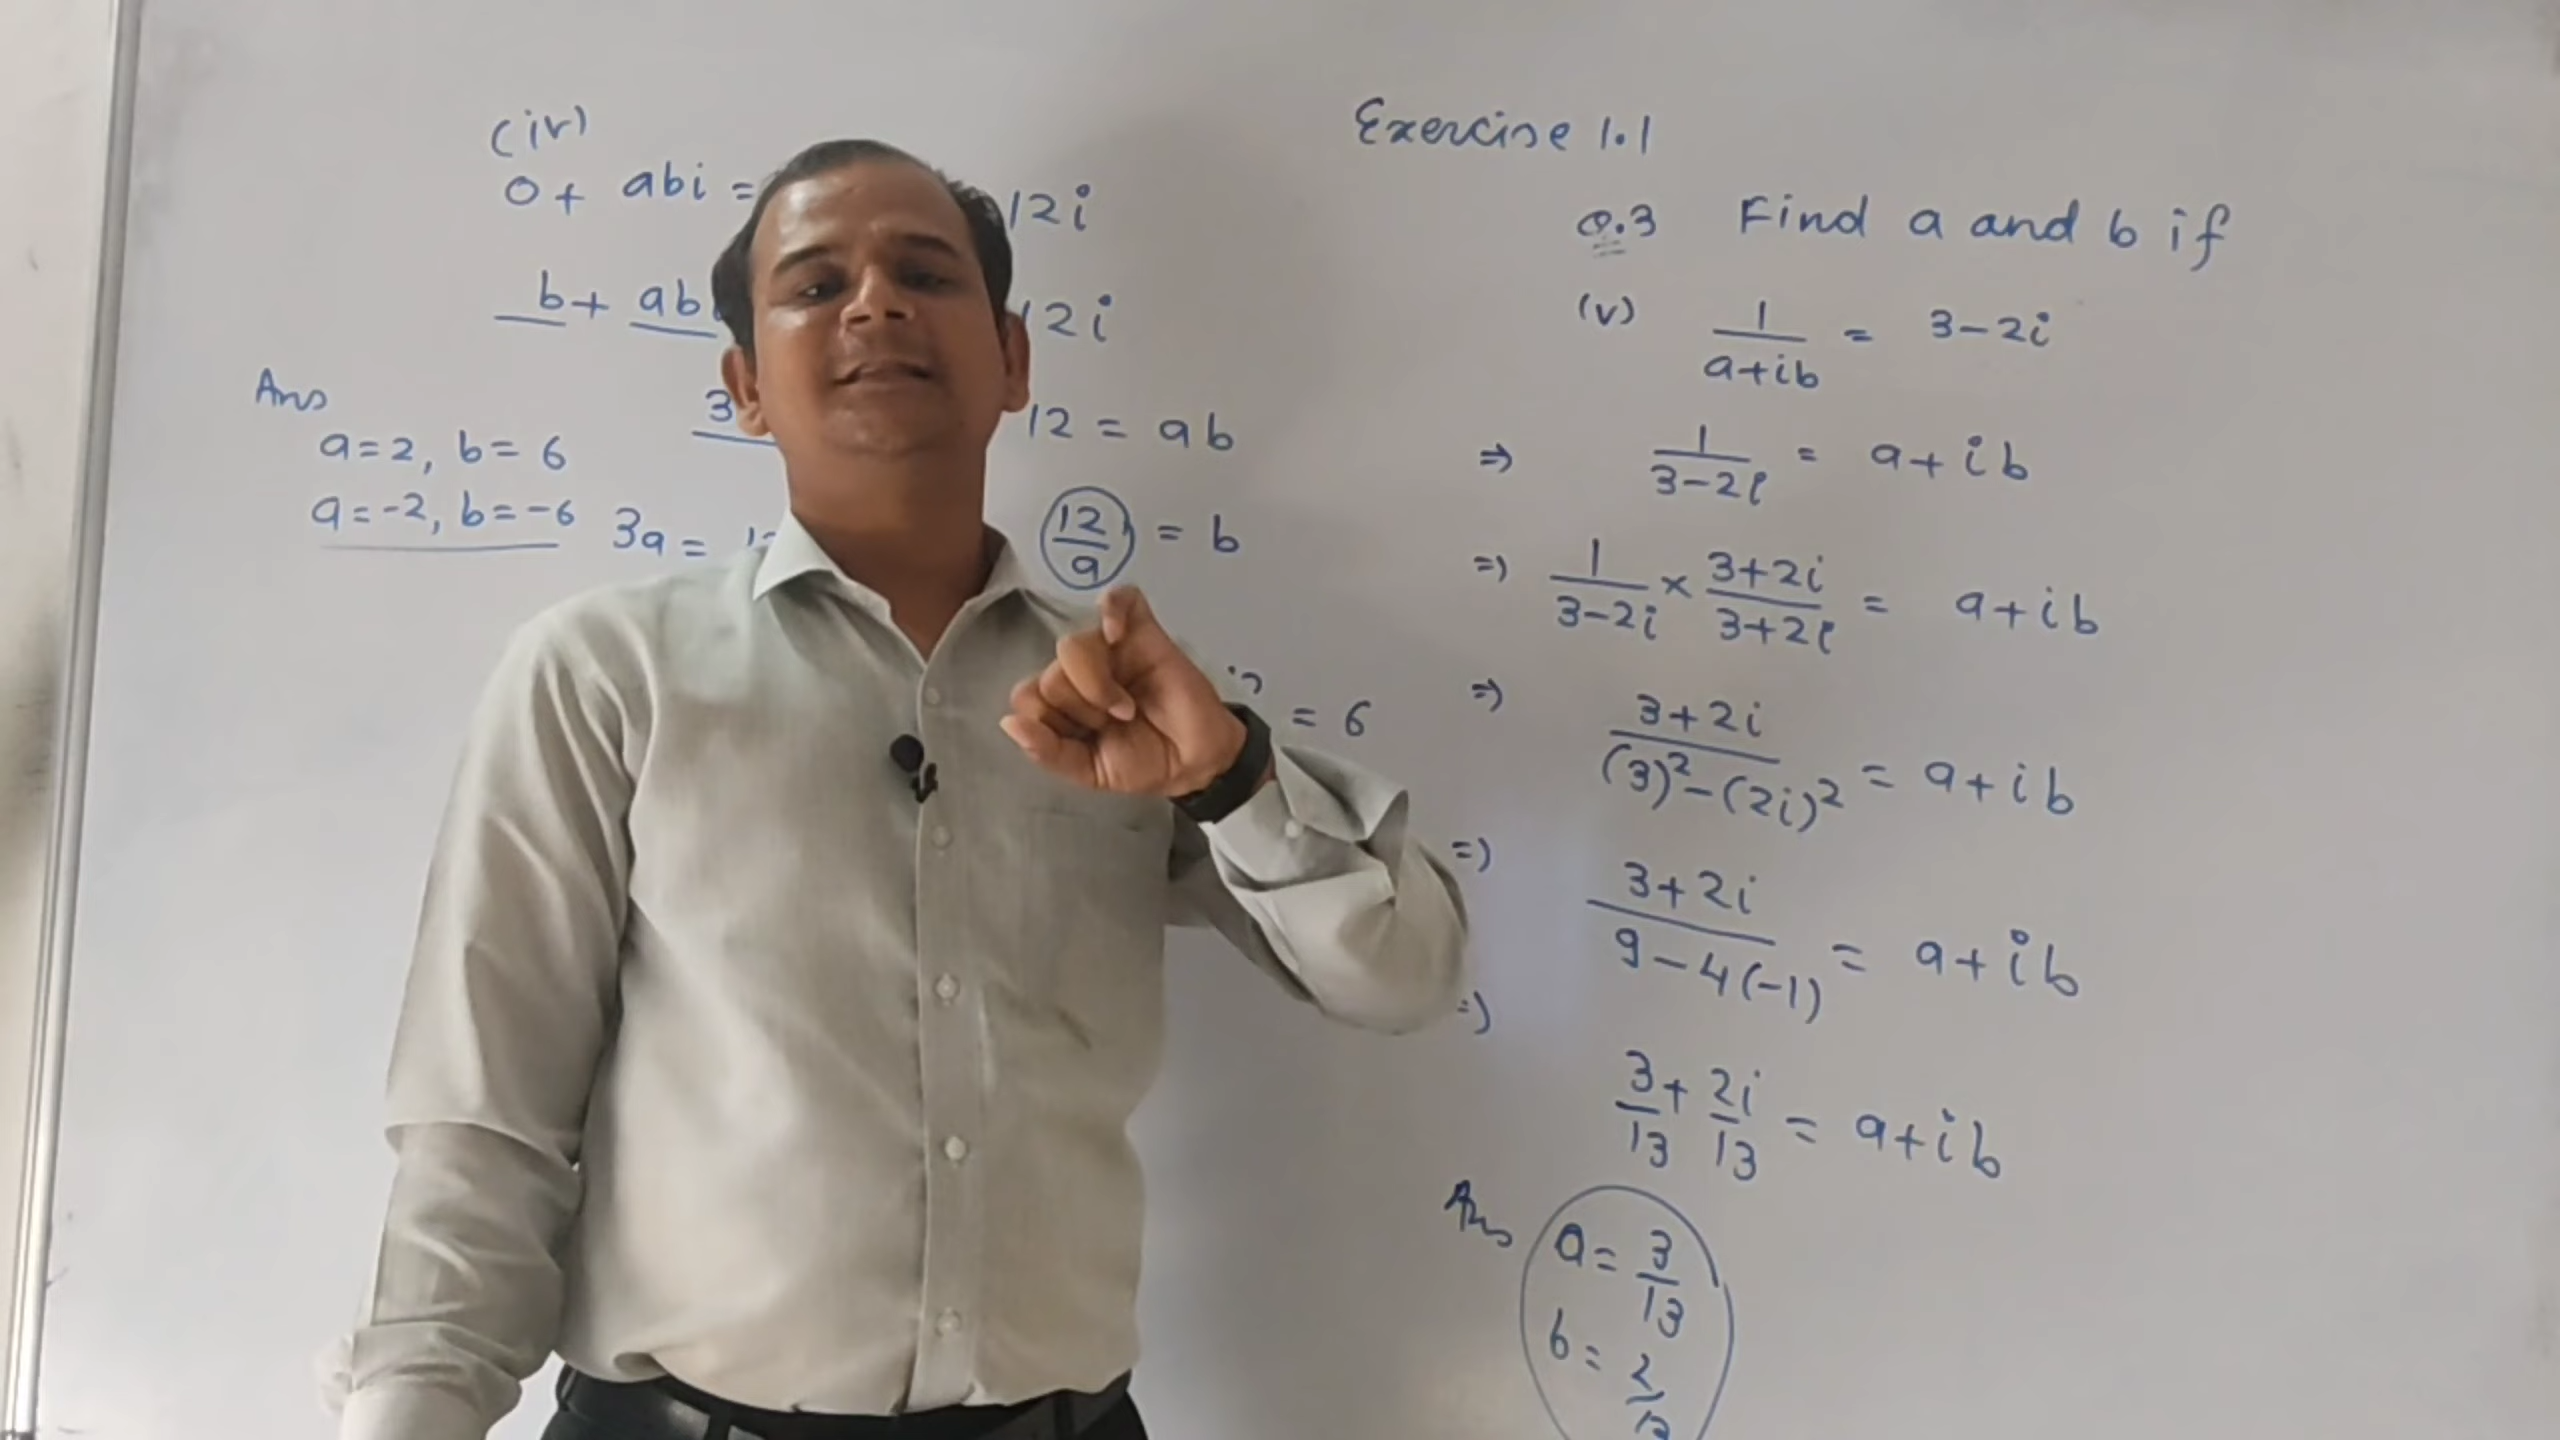 (iv)
0 + abi = 12i
b + ab 12i
Ans
a = 2, b = 6
a = -2, b = -6
3 12 = ab
3a = 12/a = b
= 6
Exercise 1.1
Q.3 Find a and b if
(v) 1/(a+ib) = 3-2i
⇒ 1/(3-2i) = a+ib
⇒ 1/(3-2i) × (3+2i)/(3+2i) = a+ib
⇒ (3+2i)/((3)²-(2i)²) = a+ib
⇒ (3+2i)/(9-4(-1)) = a+ib
⇒ 3/13 + 2i/13 = a+ib
Ans a = 3/13
b = 2/13